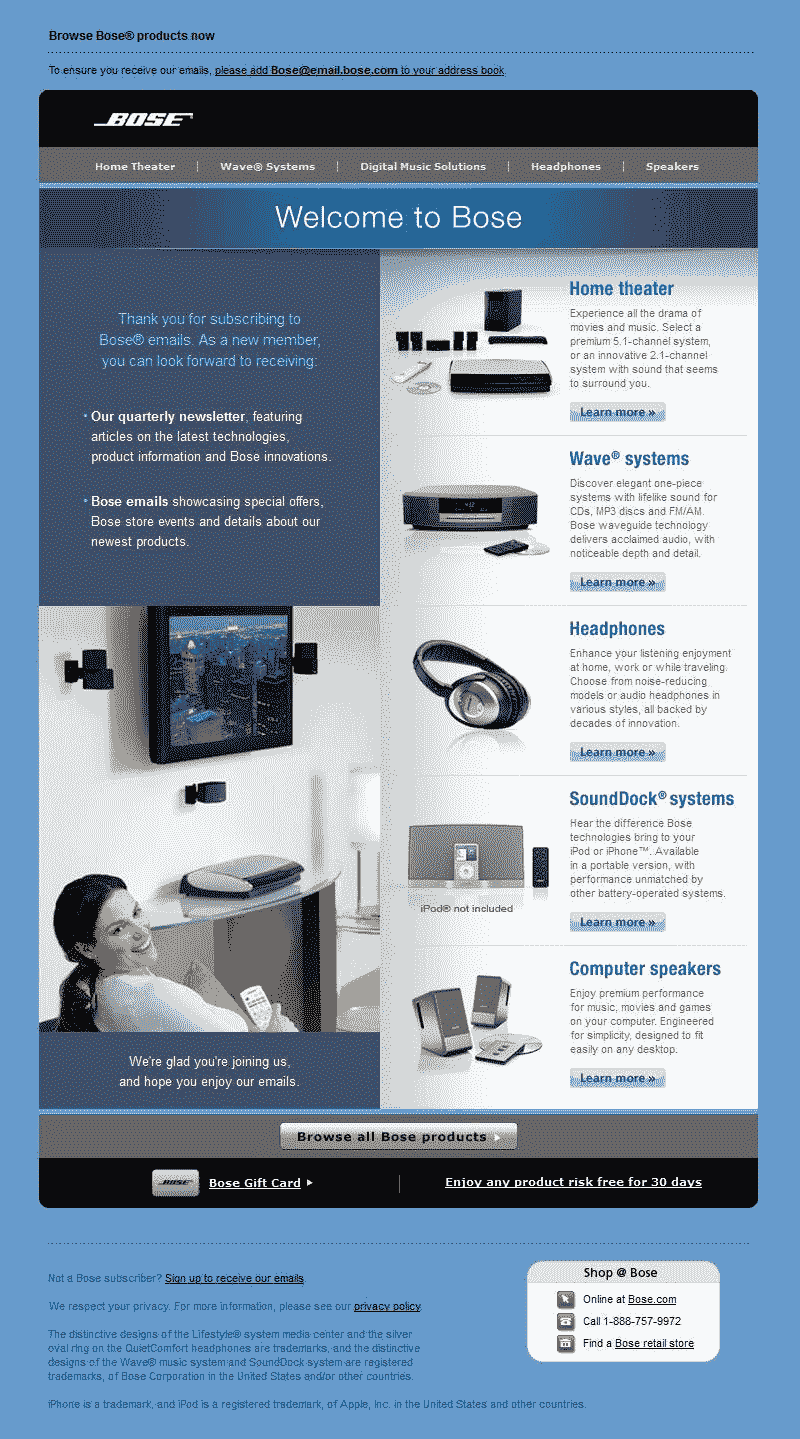 Browse Bose® products now
To ensure you receive our emails, please add Bose@email.bose.com to your address book.
BOSE
Home Theater | Wave® Systems | Digital Music Solutions | Headphones | Speakers
Welcome to Bose
Thank you for subscribing to
Bose® emails. As a new member,
you can look forward to receiving:
• Our quarterly newsletter, featuring
articles on the latest technologies,
product information and Bose innovations.
• Bose emails showcasing special offers,
Bose store events and details about our
newest products.
We're glad you're joining us,
and hope you enjoy our emails.
Home theater
Experience all the drama of
movies and music. Select a
premium 5.1-channel system,
or an innovative 2.1-channel
system with sound that seems
to surround you.
Learn more »
Wave® systems
Discover elegant one-piece
systems with lifelike sound for
CDs, MP3 discs and FM/AM.
Bose waveguide technology
delivers acclaimed audio, with
noticeable depth and detail.
Learn more »
Headphones
Enhance your listening enjoyment
at home, work or while traveling.
Choose from noise-reducing
models or audio headphones in
various styles, all backed by
decades of innovation.
Learn more »
SoundDock® systems
Hear the difference Bose
technologies bring to your
iPod or iPhone™. Available
in a portable version, with
performance unmatched by
other battery-operated systems.
iPod® not included
Learn more »
Computer speakers
Enjoy premium performance
for music, movies and games
on your computer. Engineered
for simplicity, designed to fit
easily on any desktop.
Learn more »
Browse all Bose products
BOSE
Bose Gift Card
Enjoy any product risk free for 30 days
Not a Bose subscriber? Sign up to receive our emails.
We respect your privacy. For more information, please see our privacy policy.
The distinctive designs of the Lifestyle® system media center and the silver
oval ring on the QuietComfort headphones are trademarks, and the distinctive
designs of the Wave® music system and SoundDock system are registered
trademarks, of Bose Corporation in the United States and/or other countries.
iPhone is a trademark, and iPod is a registered trademark, of Apple, Inc. in the United States and other countries.
Shop @ Bose
Online at Bose.com
Call 1-888-757-9972
Find a Bose retail store